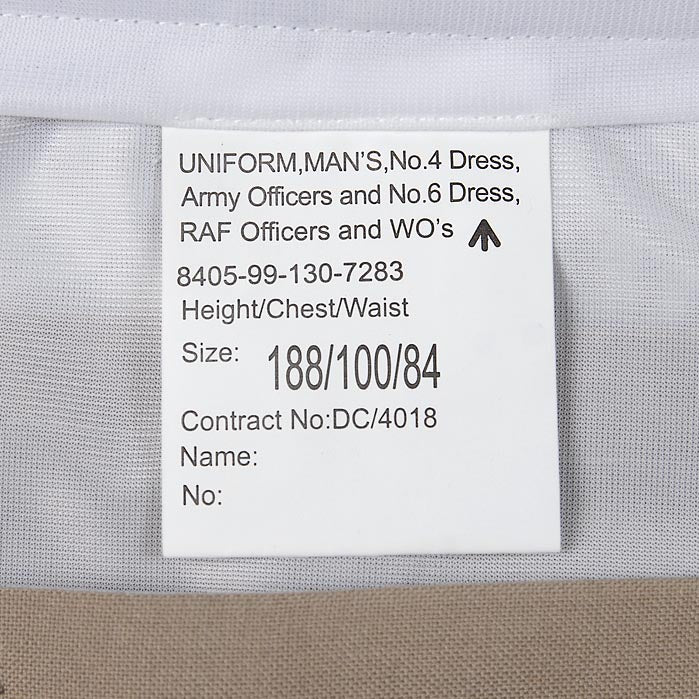 UNIFORM,MAN'S,No.4 Dress,
Army Officers and No.6 Dress,
RAF Officers and WO's
8405-99-130-7283
Height/Chest/Waist
Size: 188/100/84
Contract No:DC/4018
Name:
No: